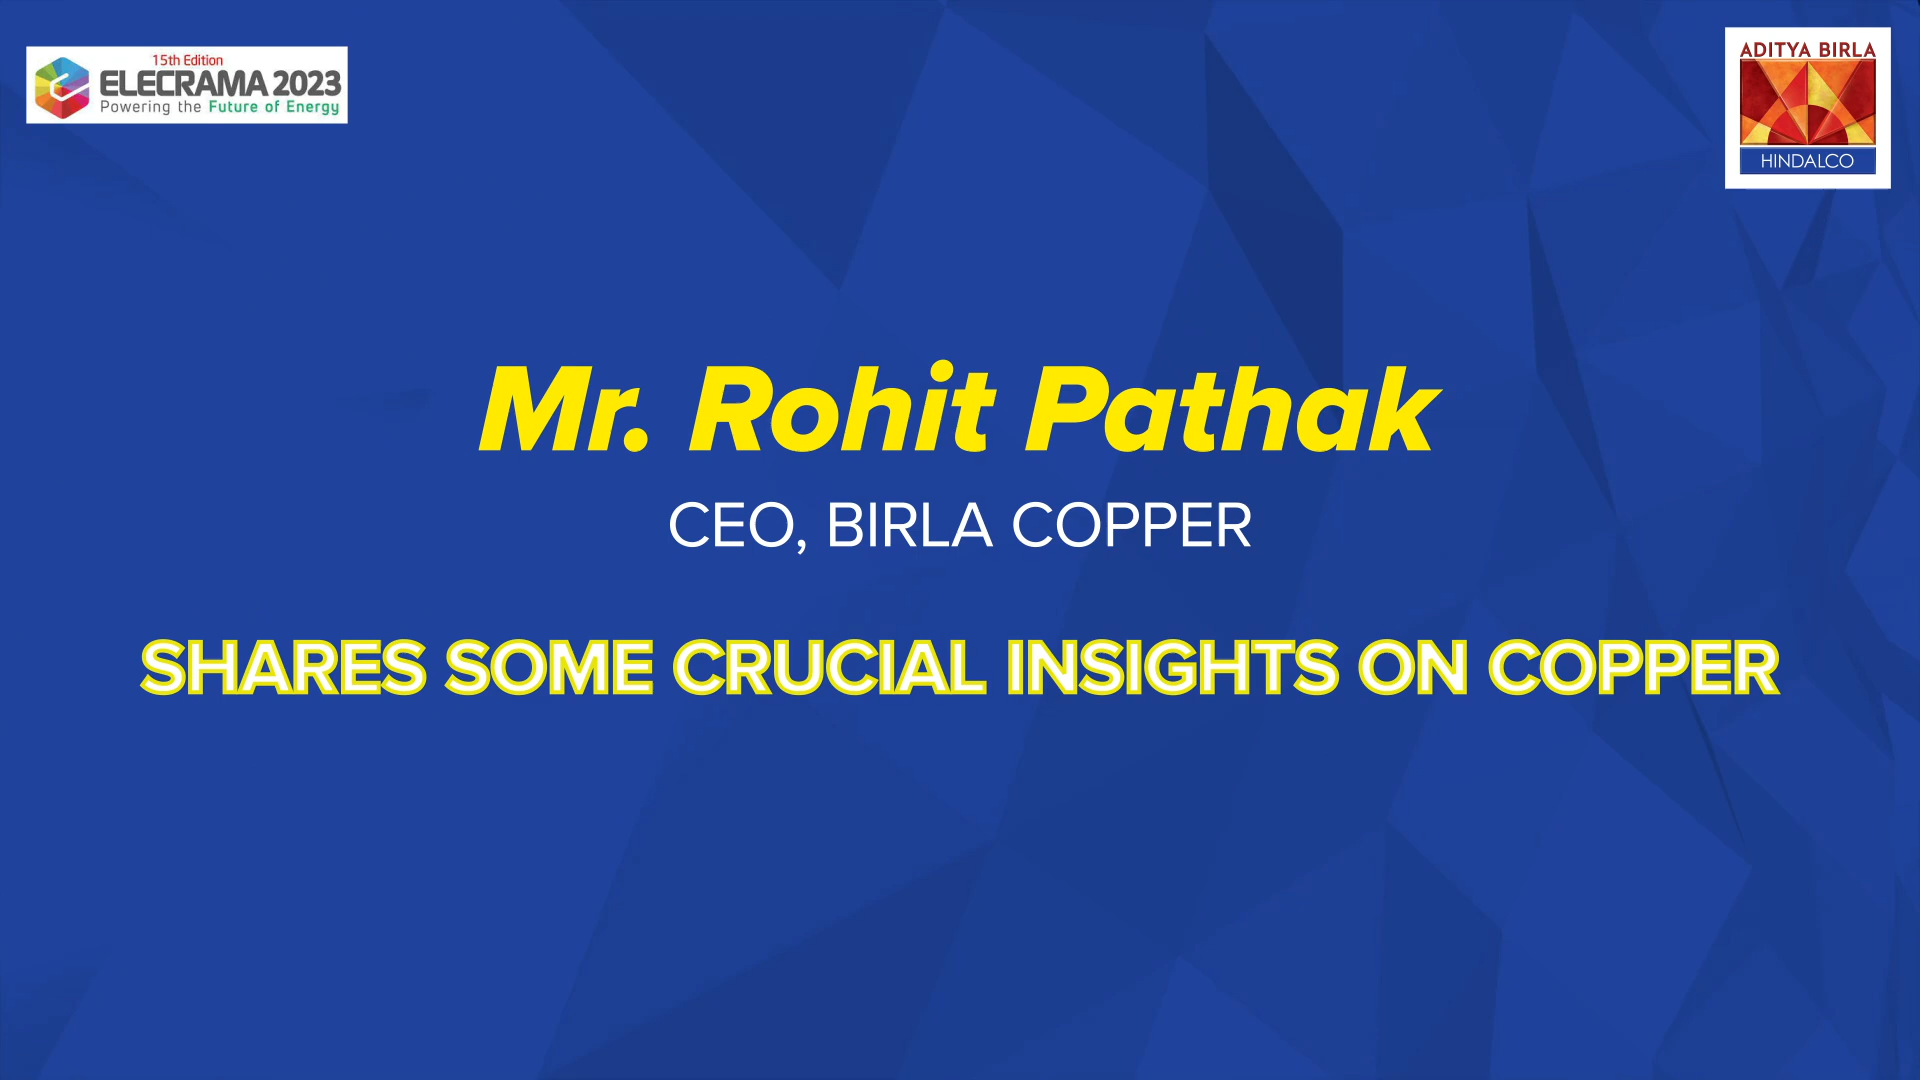 15th Edition
ELECRAMA 2023
Powering the Future of Energy
ADITYA BIRLA
HINDALCO
Mr. Rohit Pathak
CEO, BIRLA COPPER
SHARES SOME CRUCIAL INSIGHTS ON COPPER